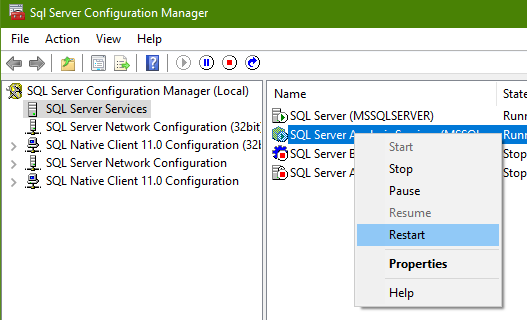 Sql Server Configuration Manager
File Action View Help
SQL Server Configuration Manager (Local)
SQL Server Services
SQL Server Network Configuration (32bit
SQL Native Client 11.0 Configuration (32
SQL Server Network Configuration
SQL Native Client 11.0 Configuration
Name State
SQL Server (MSSQLSERVER) Runn
SQL Server Analysis Services (MSSQL Runn
SQL Server B Stop
SQL Server A Stop
Start
Stop
Pause
Resume
Restart
Properties
Help